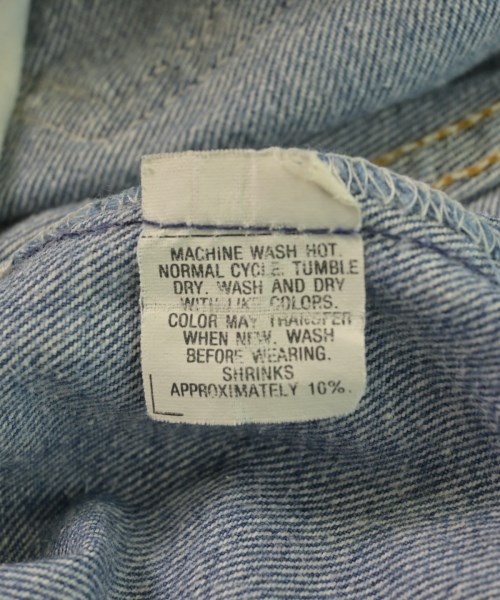 MACHINE WASH HOT.
NORMAL CYCLE. TUMBLE
DRY. WASH AND DRY
WITH LIKE COLORS.
COLOR MAY TRANSFER
WHEN NEW. WASH
BEFORE WEARING.
SHRINKS
APPROXIMATELY 10%.